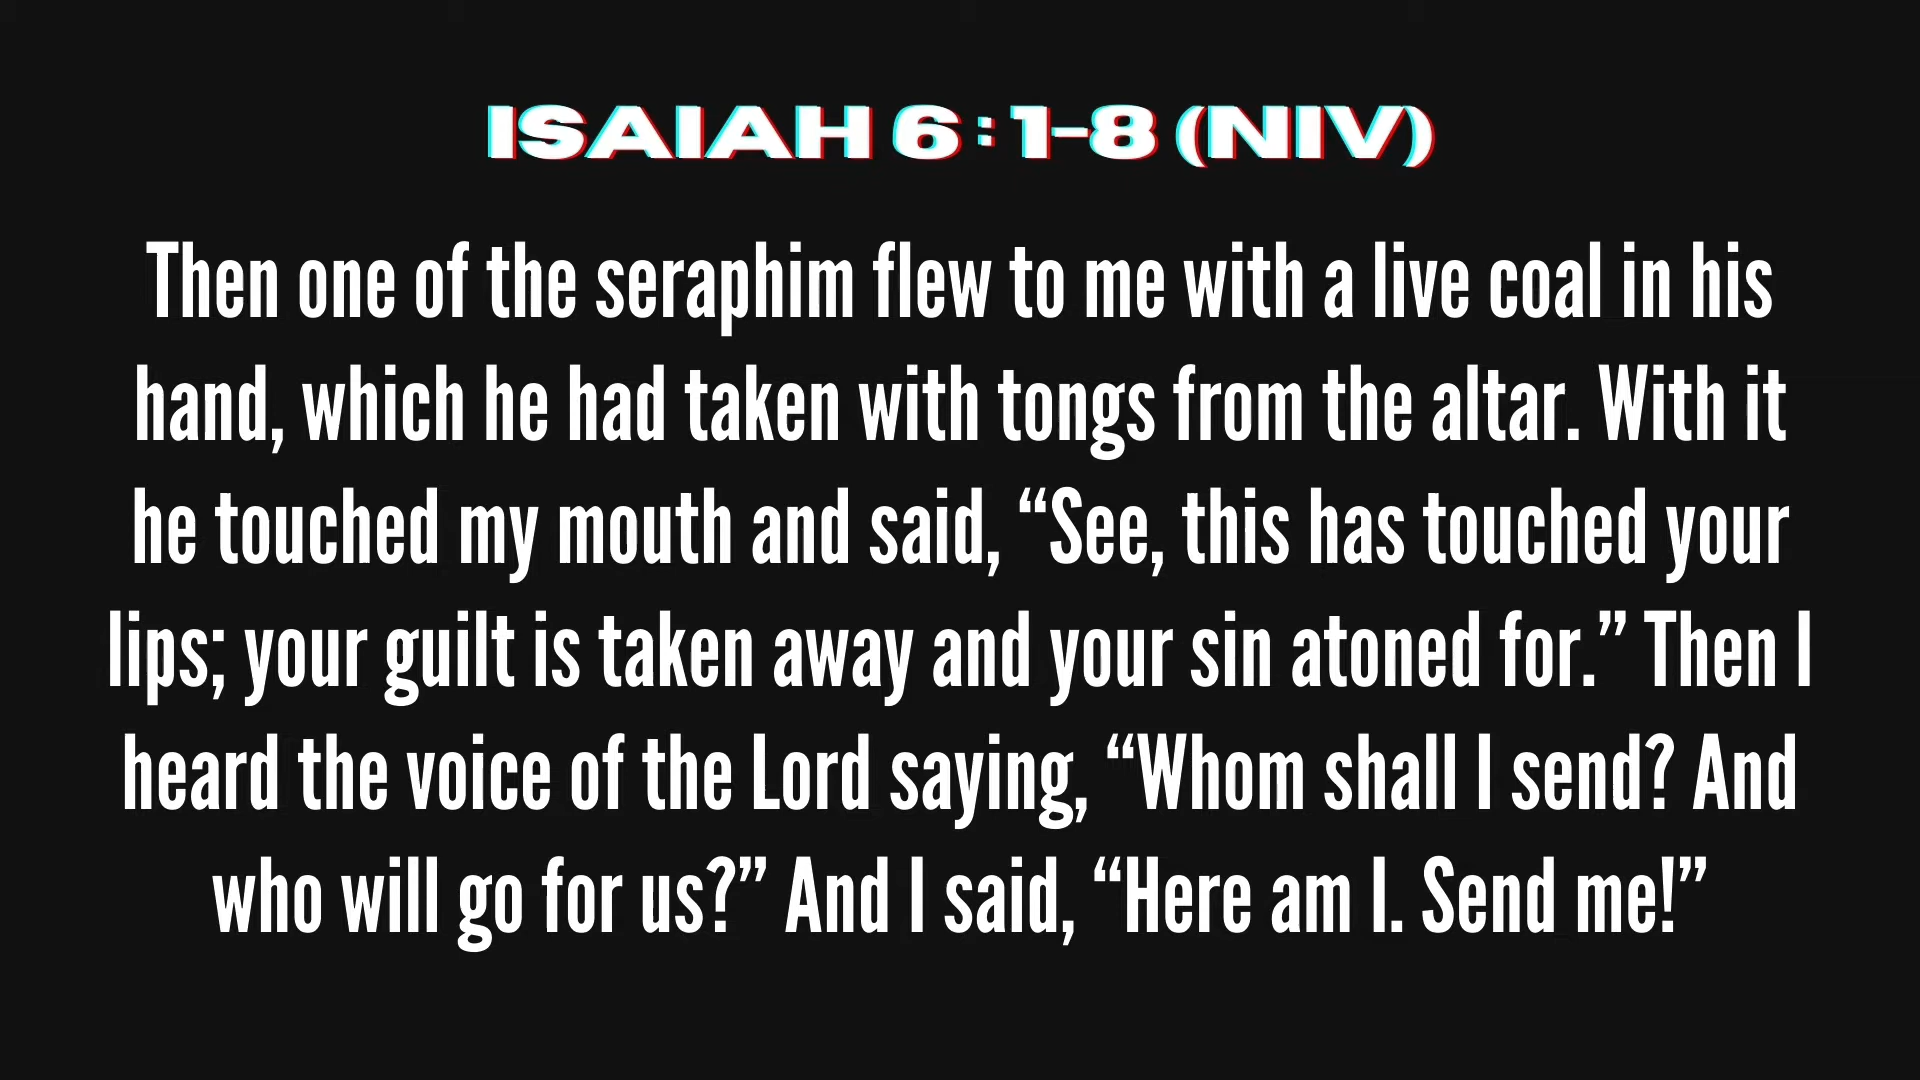 ISAIAH 6:1-8 (NIV)
Then one of the seraphim flew to me with a live coal in his
hand, which he had taken with tongs from the altar. With it
he touched my mouth and said, “See, this has touched your
lips; your guilt is taken away and your sin atoned for.” Then I
heard the voice of the Lord saying, “Whom shall I send? And
who will go for us?” And I said, “Here am I. Send me!”